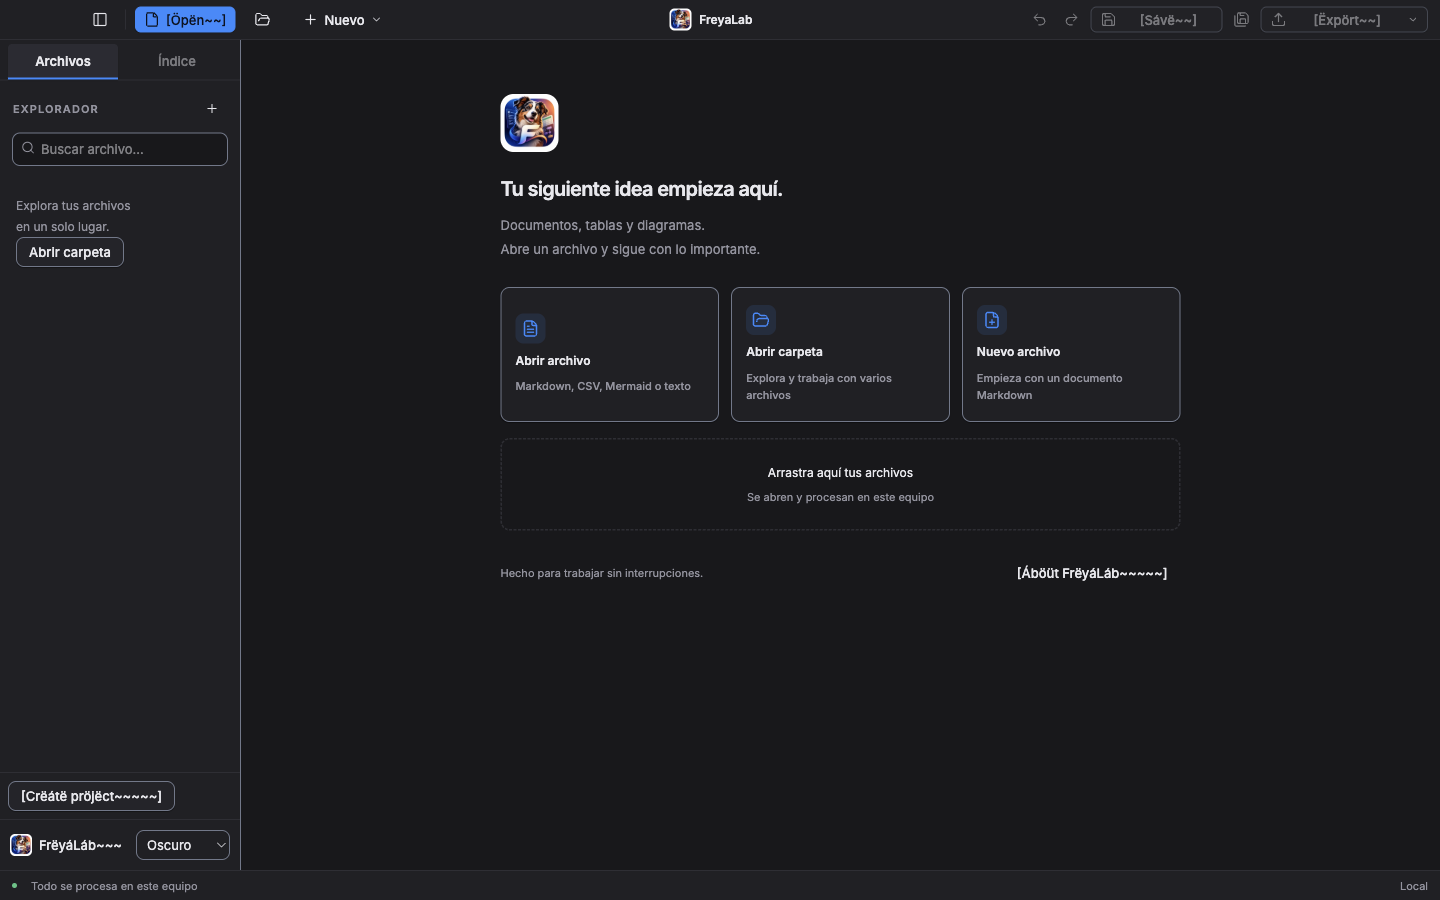 [Öpën~~]
Nuevo
FreyaLab
[Sávë~~]
[Ëxpört~~]
Archivos
Índice
EXPLORADOR
Buscar archivo...
Explora tus archivos
en un solo lugar.
Abrir carpeta
Tu siguiente idea empieza aquí.
Documentos, tablas y diagramas.
Abre un archivo y sigue con lo importante.
Abrir archivo
Markdown, CSV, Mermaid o texto
Abrir carpeta
Explora y trabaja con varios
archivos
Nuevo archivo
Empieza con un documento
Markdown
Arrastra aquí tus archivos
Se abren y procesan en este equipo
Hecho para trabajar sin interrupciones.
[Áböüt FrëyáLáb~~~~~]
[Crëátë pröjëct~~~~~]
FrëyáLáb~~~
Oscuro
Todo se procesa en este equipo
Local